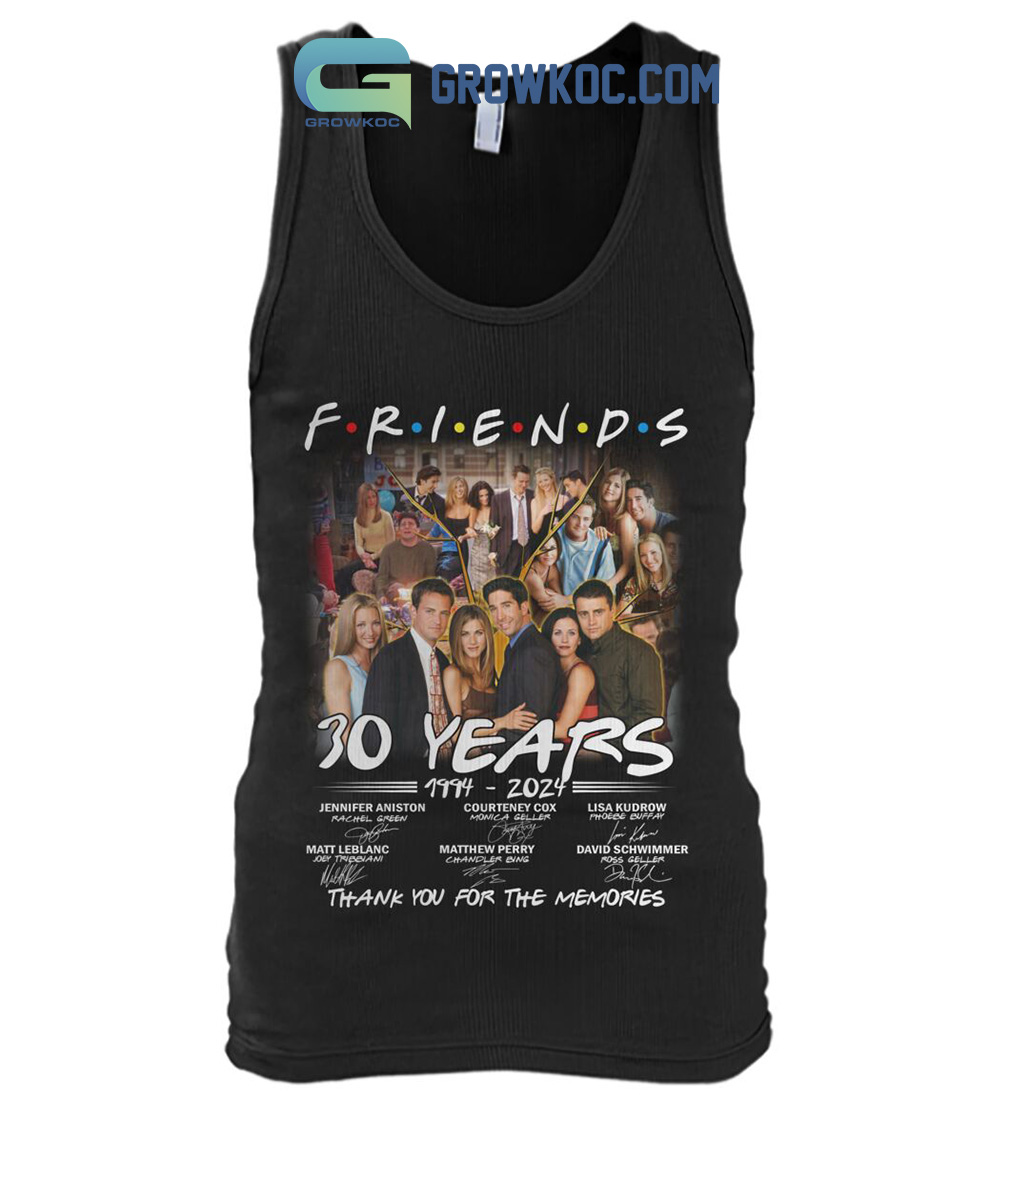 GROWKOC.COM
GROWKOC
F•R•I•E•N•D•S
30 YEARS
1994 - 2024
JENNIFER ANISTON COURTENEY COX LISA KUDROW
RACHEL GREEN MONICA GELLER PHOEBE BUFFAY
MATT LEBLANC MATTHEW PERRY DAVID SCHWIMMER
JOEY TRIBBIANI CHANDLER BING ROSS GELLER
THANK YOU FOR THE MEMORIES